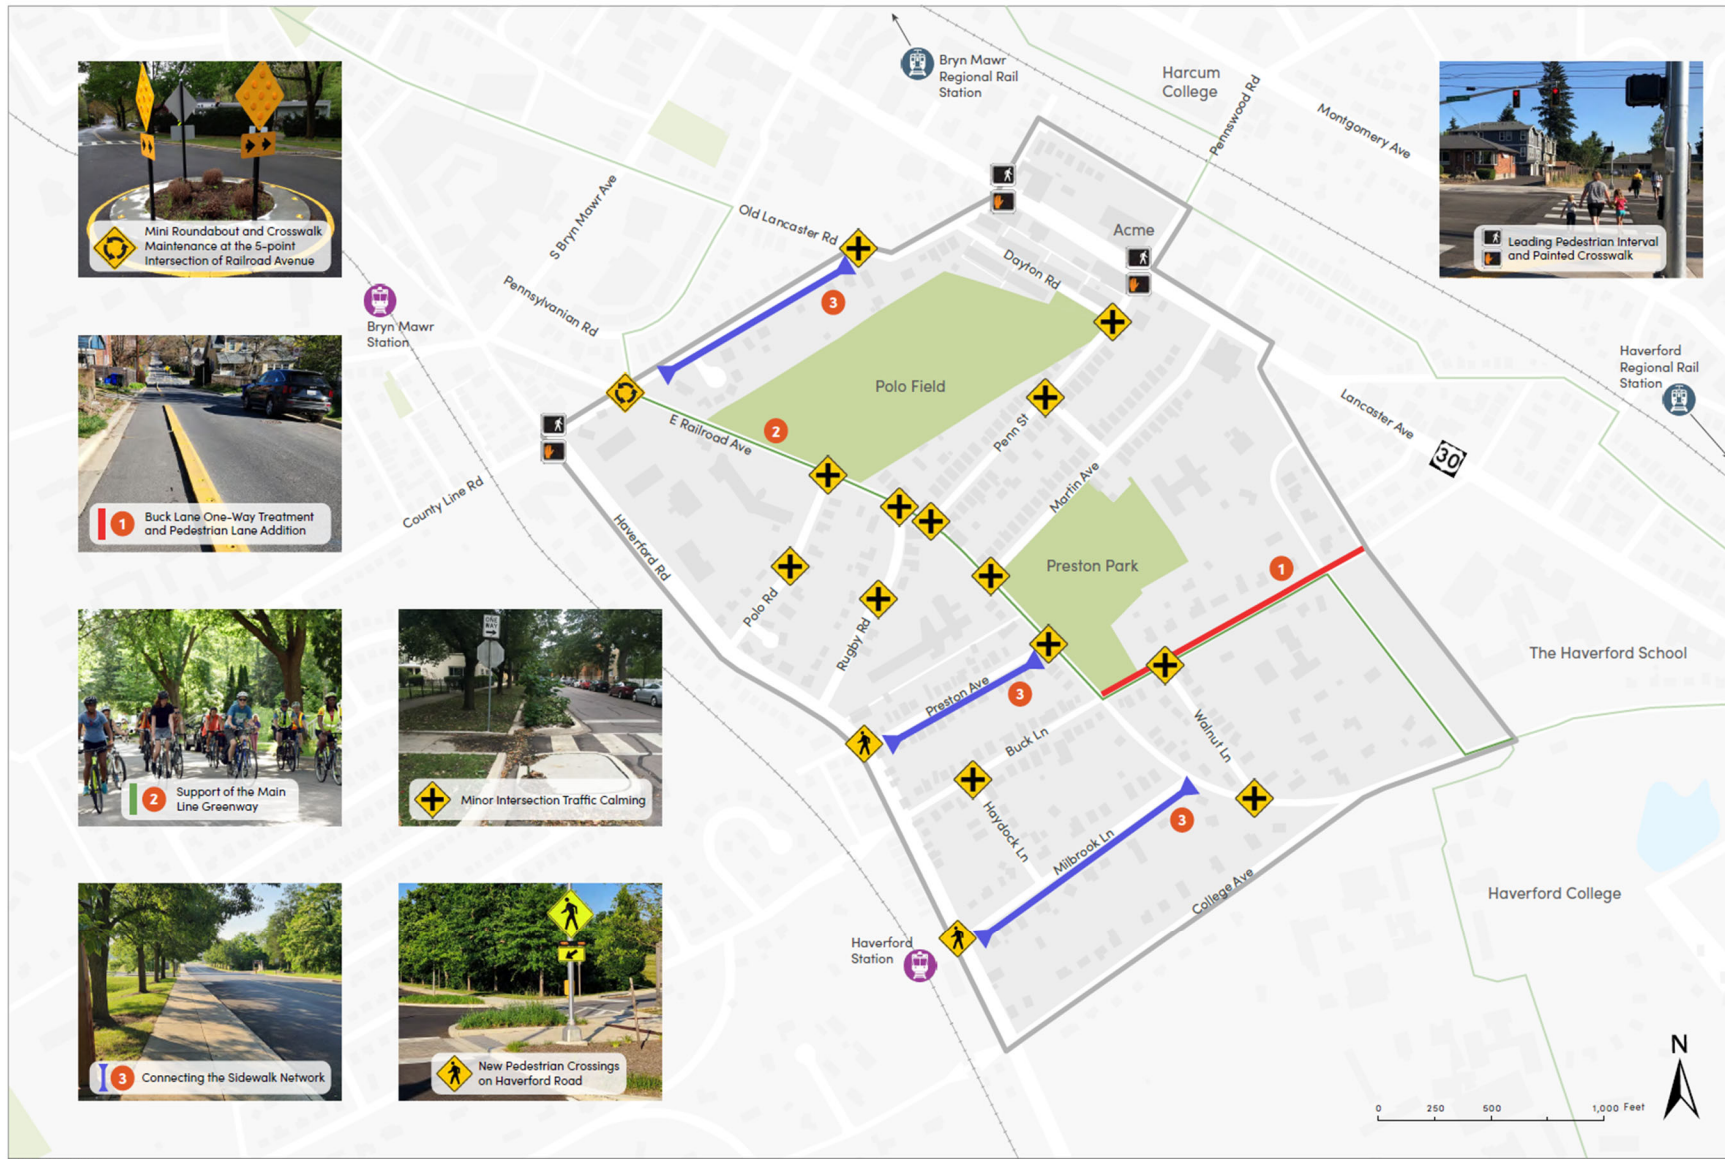 Bryn Mawr
Regional Rail
Station
Harcum
College
Pennswood Rd
Montgomery Ave
Mini Roundabout and Crosswalk
Maintenance at the 5-point
Intersection of Railroad Avenue
S Bryn Mawr Ave
Old Lancaster Rd
Acme
Dayton Rd
Leading Pedestrian Interval
and Painted Crosswalk
Pennsylvanian Rd
Bryn Mawr
Station
3
Haverford
Regional Rail
Station
Polo Field
E Railroad Ave
2
Penn St
Lancaster Ave
30
Martin Ave
County Line Rd
Haverford Rd
1
Buck Lane One-Way Treatment
and Pedestrian Lane Addition
Preston Park
1
Polo Rd
Rugby Rd
The Haverford School
ONE
WAY
Preston Ave
3
Buck Ln
Walnut Ln
2
Support of the Main
Line Greenway
Minor Intersection Traffic Calming
Haydock Ln
Milbrook Ln
3
College Ave
Haverford College
Haverford
Station
3
Connecting the Sidewalk Network
New Pedestrian Crossings
on Haverford Road
N
0 250 500 1,000 Feet